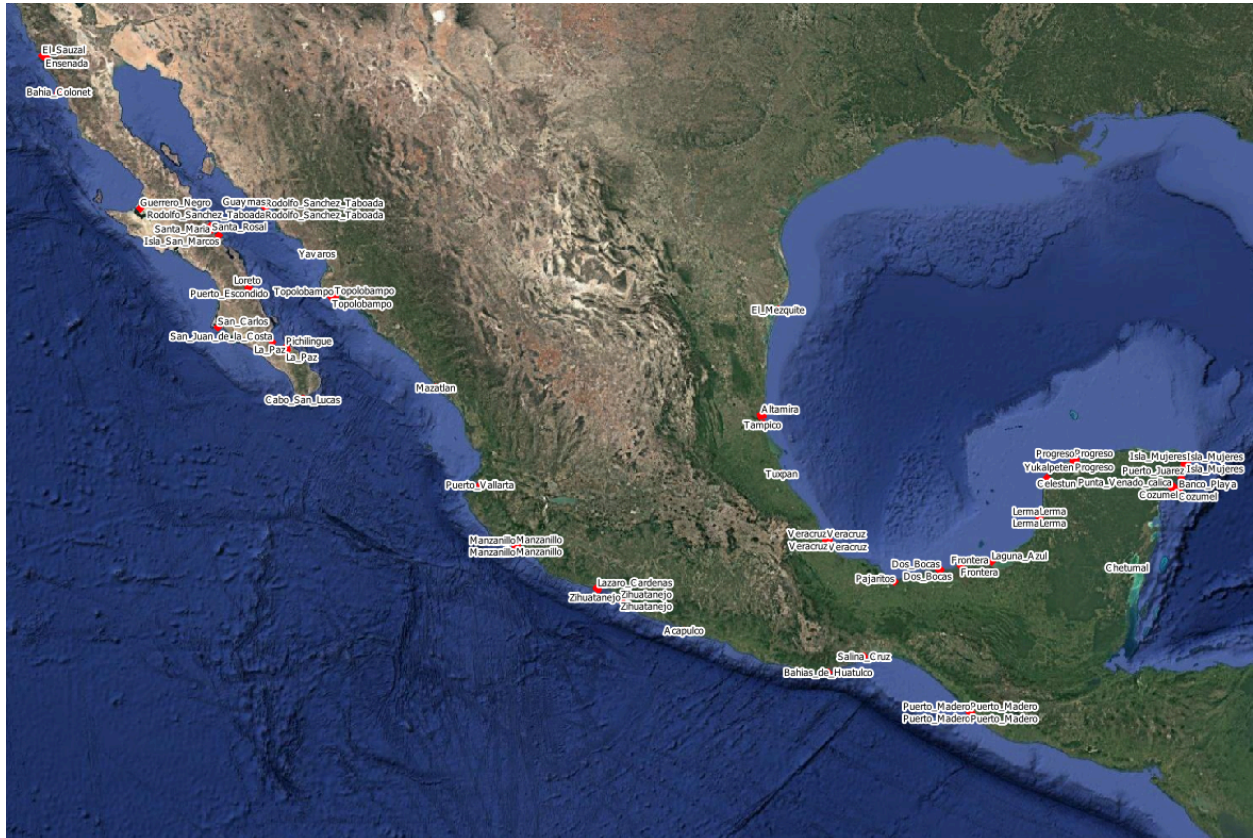 El_Sauzal
Ensenada
Bahia_Colonet
Guerrero_Negro
Guaymas
Rodolfo_Sanchez_Taboada
Rodolfo_Sanchez_Taboada
Rodolfo_Sanchez_Taboada
Santa_Maria
Santa_Rosal
Isla_San_Marcos
Yavaros
Loreto
Puerto_Escondido
Topolobampo
Topolobampo
Topolobampo
San_Carlos
San_Juan_de_la_Costa
Pichilingue
La_Paz
La_Paz
Cabo_San_Lucas
Mazatlan
El_Mezquite
Altamira
Tampico
Tuxpan
Puerto_Vallarta
Progreso
Progreso
Isla_Mujeres
Isla_Mujeres
Yukalpeten
Progreso
Puerto_Juarez
Isla_Mujeres
Celestun
Punta_Venado_calica
Banco_Playa
Cozumel
Cozumel
Lerma
Lerma
Lerma
Lerma
Manzanillo
Manzanillo
Manzanillo
Manzanillo
Veracruz
Veracruz
Veracruz
Veracruz
Dos_Bocas
Frontera
Laguna_Azul
Pajaritos
Dos_Bocas
Frontera
Chetumal
Lazaro_Cardenas
Zihuatanejo
Zihuatanejo
Zihuatanejo
Acapulco
Salina_Cruz
Bahias_de_Huatulco
Puerto_Madero
Puerto_Madero
Puerto_Madero
Puerto_Madero